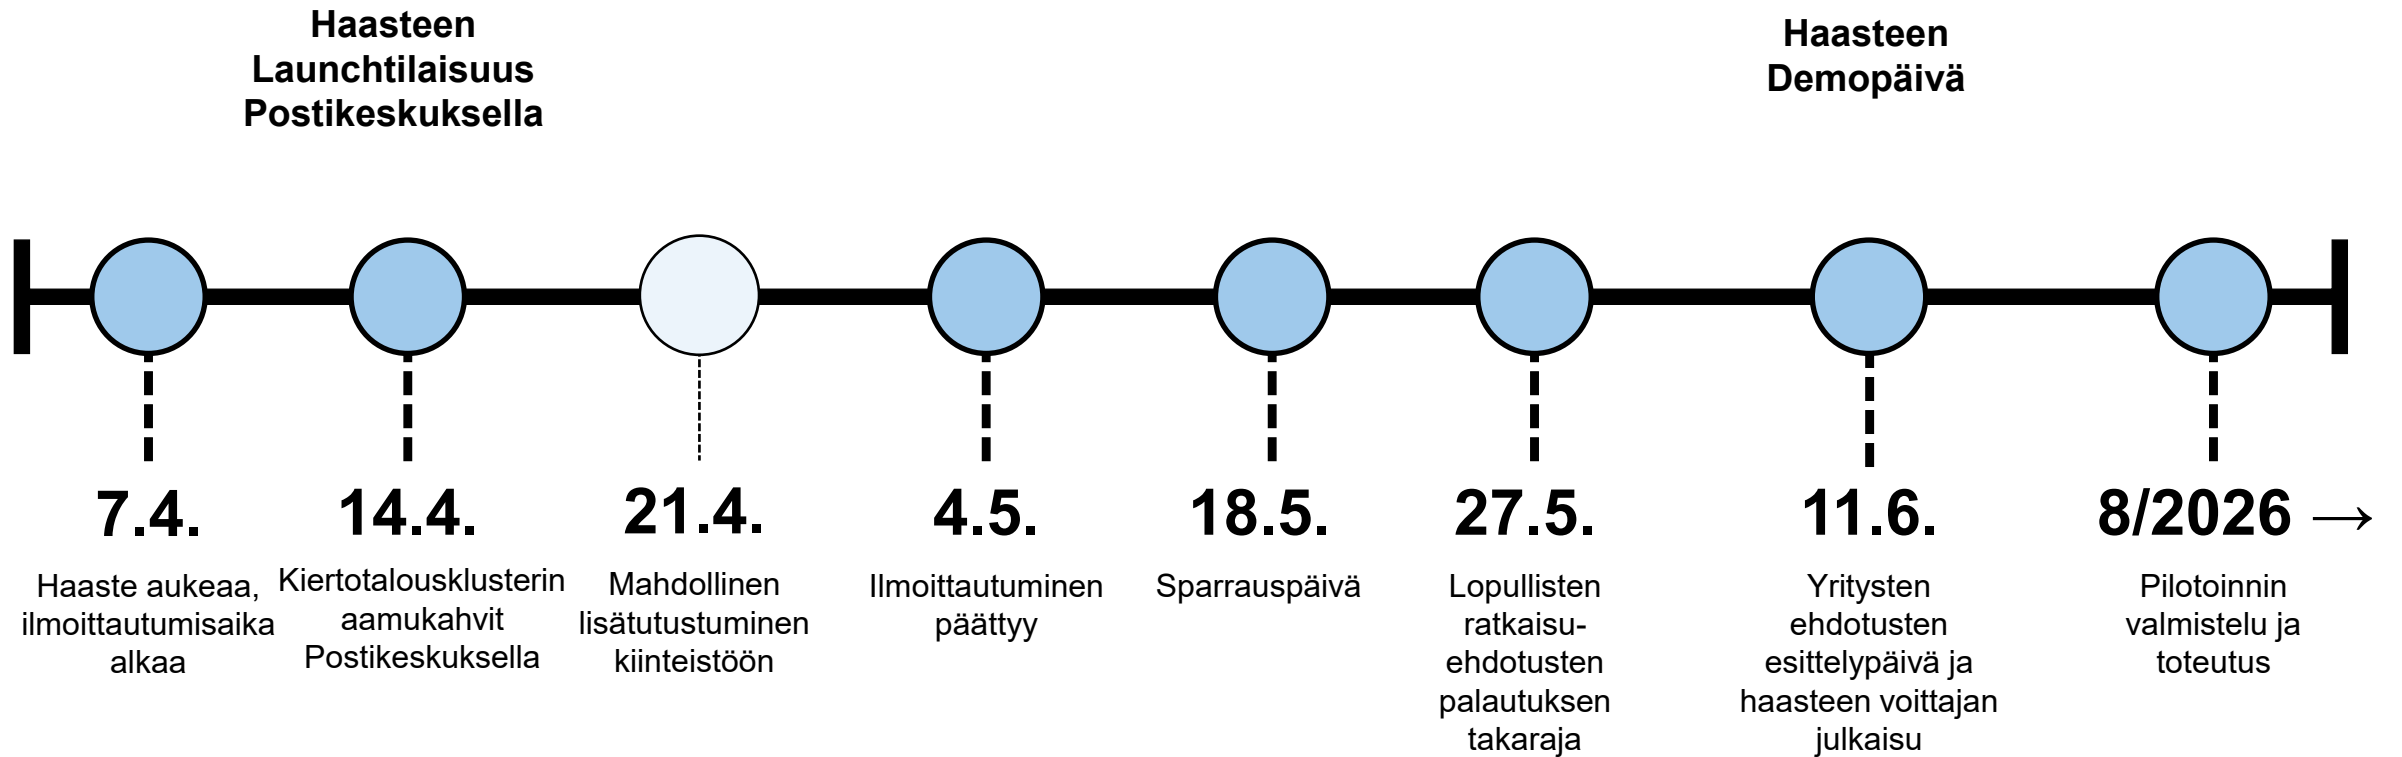 Haasteen
Launchtilaisuus
Postikeskuksella
Haasteen
Demopäivä
7.4.
Haaste aukeaa,
ilmoittautumisaika
alkaa
14.4.
Kiertotalousklusterin
aamukahvit
Postikeskuksella
21.4.
Mahdollinen
lisätutustuminen
kiinteistöön
4.5.
Ilmoittautuminen
päättyy
18.5.
Sparrauspäivä
27.5.
Lopullisten
ratkaisu-
ehdotusten
palautuksen
takaraja
11.6.
Yritysten
ehdotusten
esittelypäivä ja
haasteen voittajan
julkaisu
8/2026 →
Pilotoinnin
valmistelu ja
toteutus